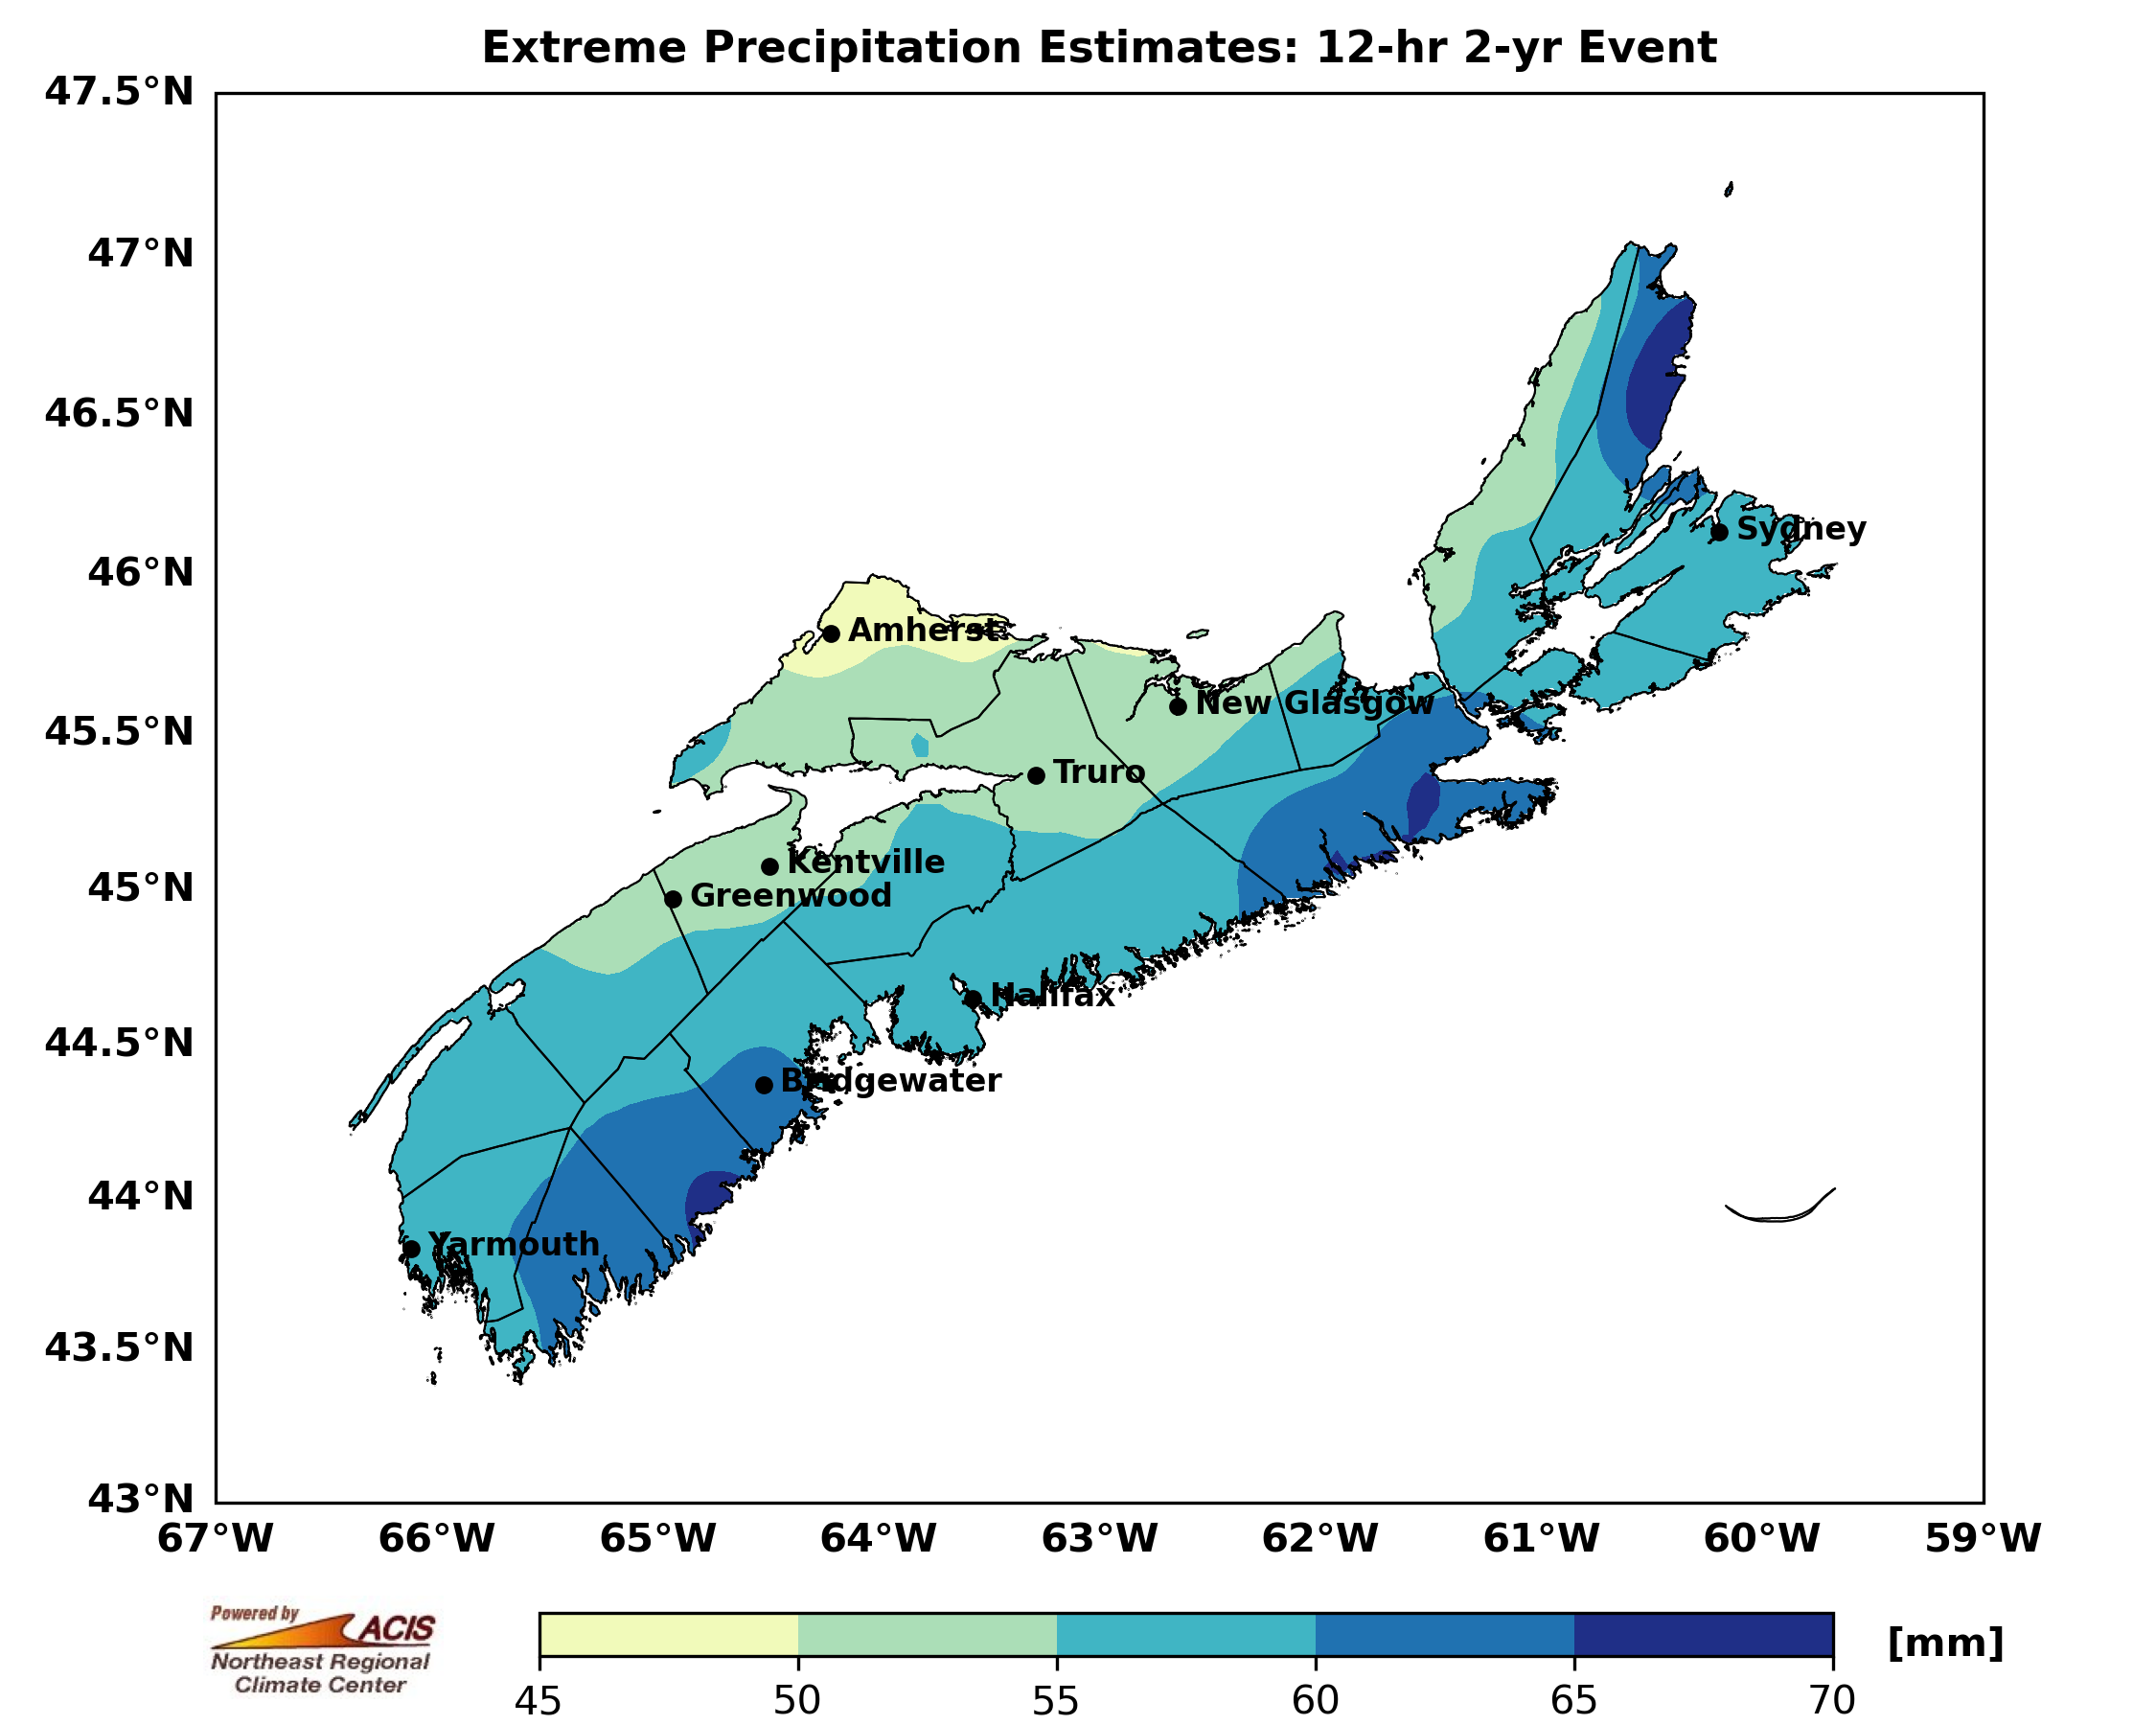 Extreme Precipitation Estimates: 12-hr 2-yr Event
47.5°N
47°N
46.5°N
46°N
45.5°N
45°N
44.5°N
44°N
43.5°N
43°N
Sydney
Amherst
New Glasgow
Truro
Kentville
Greenwood
Halifax
Bridgewater
Yarmouth
67°W 66°W 65°W 64°W 63°W 62°W 61°W 60°W 59°W
Powered by
ACIS
Northeast Regional
Climate Center
[mm]
45 50 55 60 65 70